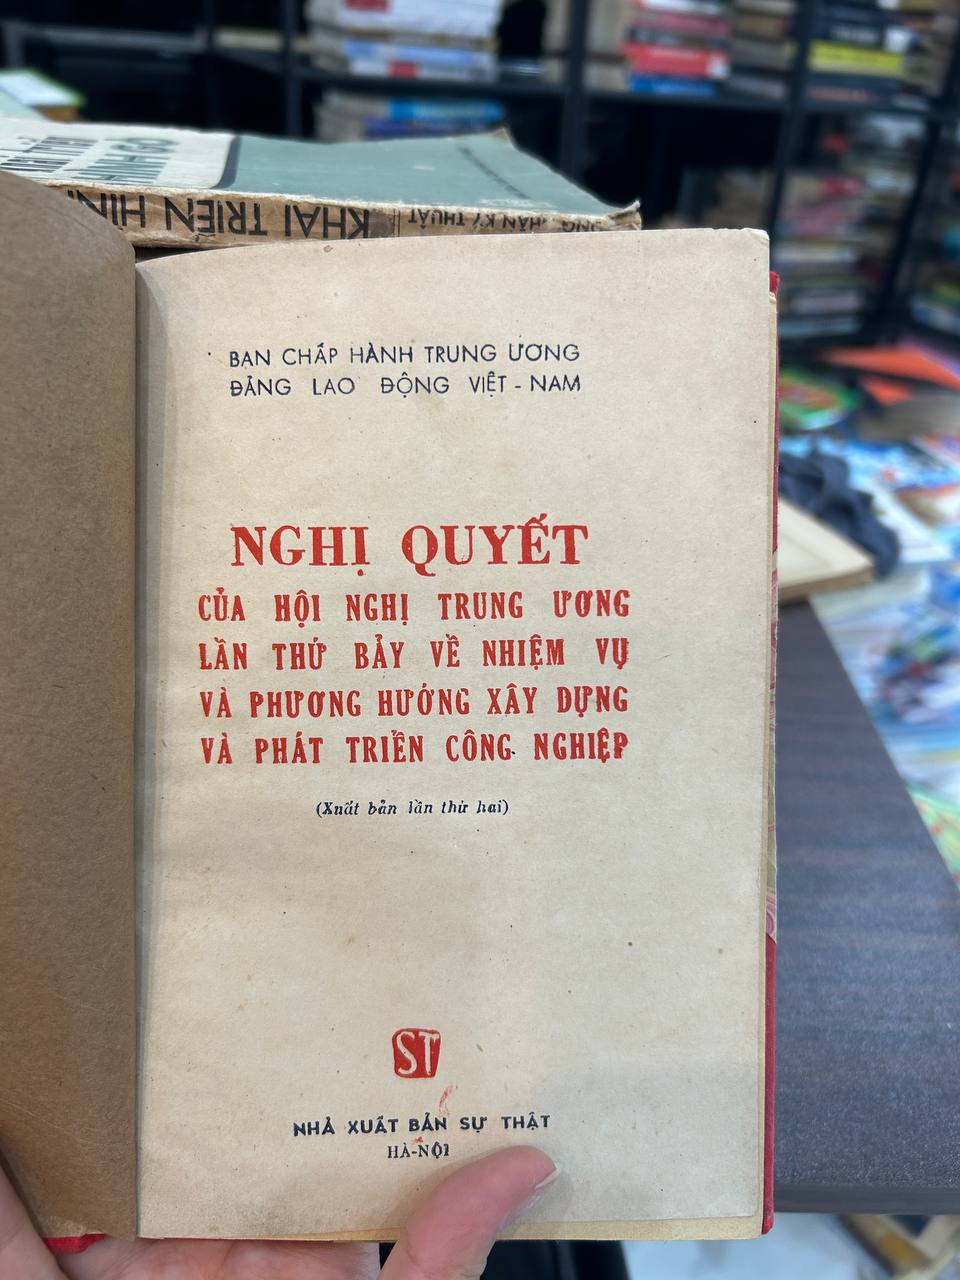 KHAI TRIỂN HÌNH
KỸ THUẬT
BAN CHẤP HÀNH TRUNG ƯƠNG
ĐẢNG LAO ĐỘNG VIỆT - NAM
NGHỊ QUYẾT
CỦA HỘI NGHỊ TRUNG ƯƠNG
LẦN THỨ BẢY VỀ NHIỆM VỤ
VÀ PHƯƠNG HƯỚNG XÂY DỰNG
VÀ PHÁT TRIỂN CÔNG NGHIỆP
(Xuất bản lần thứ hai)
ST
NHÀ XUẤT BẢN SỰ THẬT
HÀ-NỘI